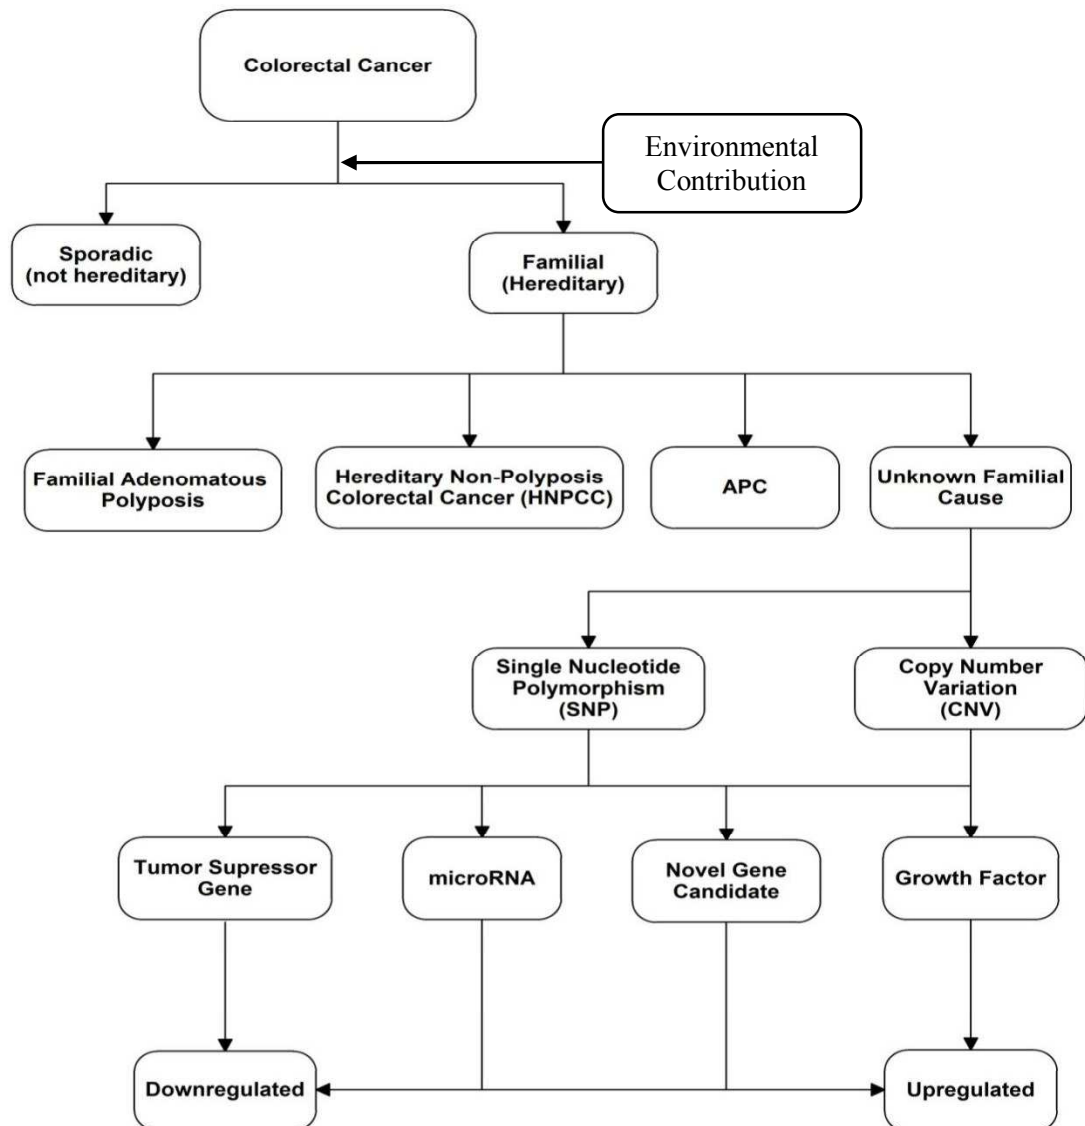 Colorectal Cancer
Environmental
Contribution
Sporadic
(not hereditary)
Familial
(Hereditary)
Familial Adenomatous
Polyposis
Hereditary Non-Polyposis
Colorectal Cancer (HNPCC)
APC
Unknown Familial
Cause
Single Nucleotide
Polymorphism
(SNP)
Copy Number
Variation
(CNV)
Tumor Supressor
Gene
microRNA
Novel Gene
Candidate
Growth Factor
Downregulated
Upregulated